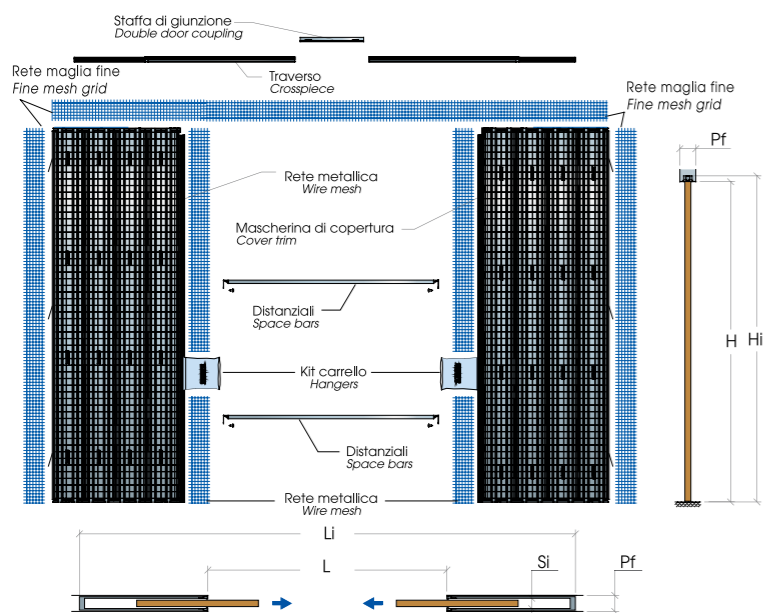 Staffa di giunzione
Double door coupling
Traverso
Crosspiece
Rete maglia fine
Fine mesh grid
Rete maglia fine
Fine mesh grid
Pf
Rete metallica
Wire mesh
Mascherina di copertura
Cover trim
Distanziali
Space bars
H
Hi
Kit carrello
Hangers
Distanziali
Space bars
Rete metallica
Wire mesh
Li
L
Si
Pf